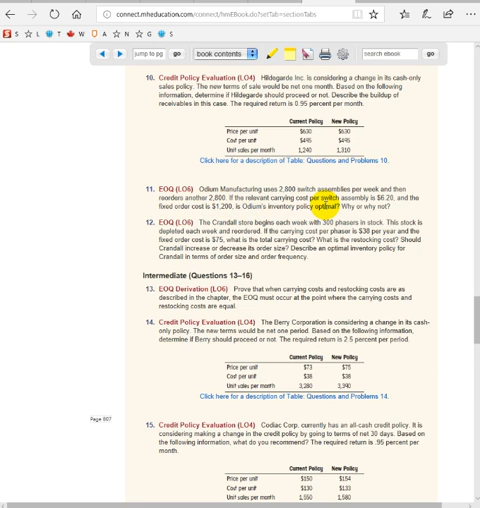 connect.mheducation.com/connect/hmEBook.do?setTab=sectionTabs
jump to pg
go
book contents
search ebook
go
10. Credit Policy Evaluation (LO4) Hildegarde Inc. is considering a change in its cash-only
sales policy. The new terms of sale would be net one month. Based on the following
information, determine if Hildegarde should proceed or not. Describe the buildup of
receivables in this case. The required return is 0.95 percent per month.
Current Policy New Policy
Price per unit $630 $630
Cost per unit $495 $495
Unit sales per month 1,240 1,310
Click here for a description of Table: Questions and Problems 10.
11. EOQ (LO6) Odium Manufacturing uses 2,800 switch assemblies per week and then
reorders another 2,800. If the relevant carrying cost per switch assembly is $6.20, and the
fixed order cost is $1,200, is Odium's inventory policy optimal? Why or why not?
12. EOQ (LO6) The Crandall store begins each week with 300 phasers in stock. This stock is
depleted each week and reordered. If the carrying cost per phaser is $38 per year and the
fixed order cost is $75, what is the total carrying cost? What is the restocking cost? Should
Crandall increase or decrease its order size? Describe an optimal inventory policy for
Crandall in terms of order size and order frequency.
Intermediate (Questions 13–16)
13. EOQ Derivation (LO6) Prove that when carrying costs and restocking costs are as
described in the chapter, the EOQ must occur at the point where the carrying costs and
restocking costs are equal.
14. Credit Policy Evaluation (LO4) The Berry Corporation is considering a change in its cash-
only policy. The new terms would be net one period. Based on the following information,
determine if Berry should proceed or not. The required return is 2.5 percent per period.
Current Policy New Policy
Price per unit $73 $75
Cost per unit $38 $38
Unit sales per month 3,280 3,390
Click here for a description of Table: Questions and Problems 14.
Page 807
15. Credit Policy Evaluation (LO4) Codiac Corp. currently has an all-cash credit policy. It is
considering making a change in the credit policy by going to terms of net 30 days. Based on
the following information, what do you recommend? The required return is .95 percent per
month.
Current Policy New Policy
Price per unit $150 $154
Cost per unit $130 $133
Unit sales per month 1,550 1,580